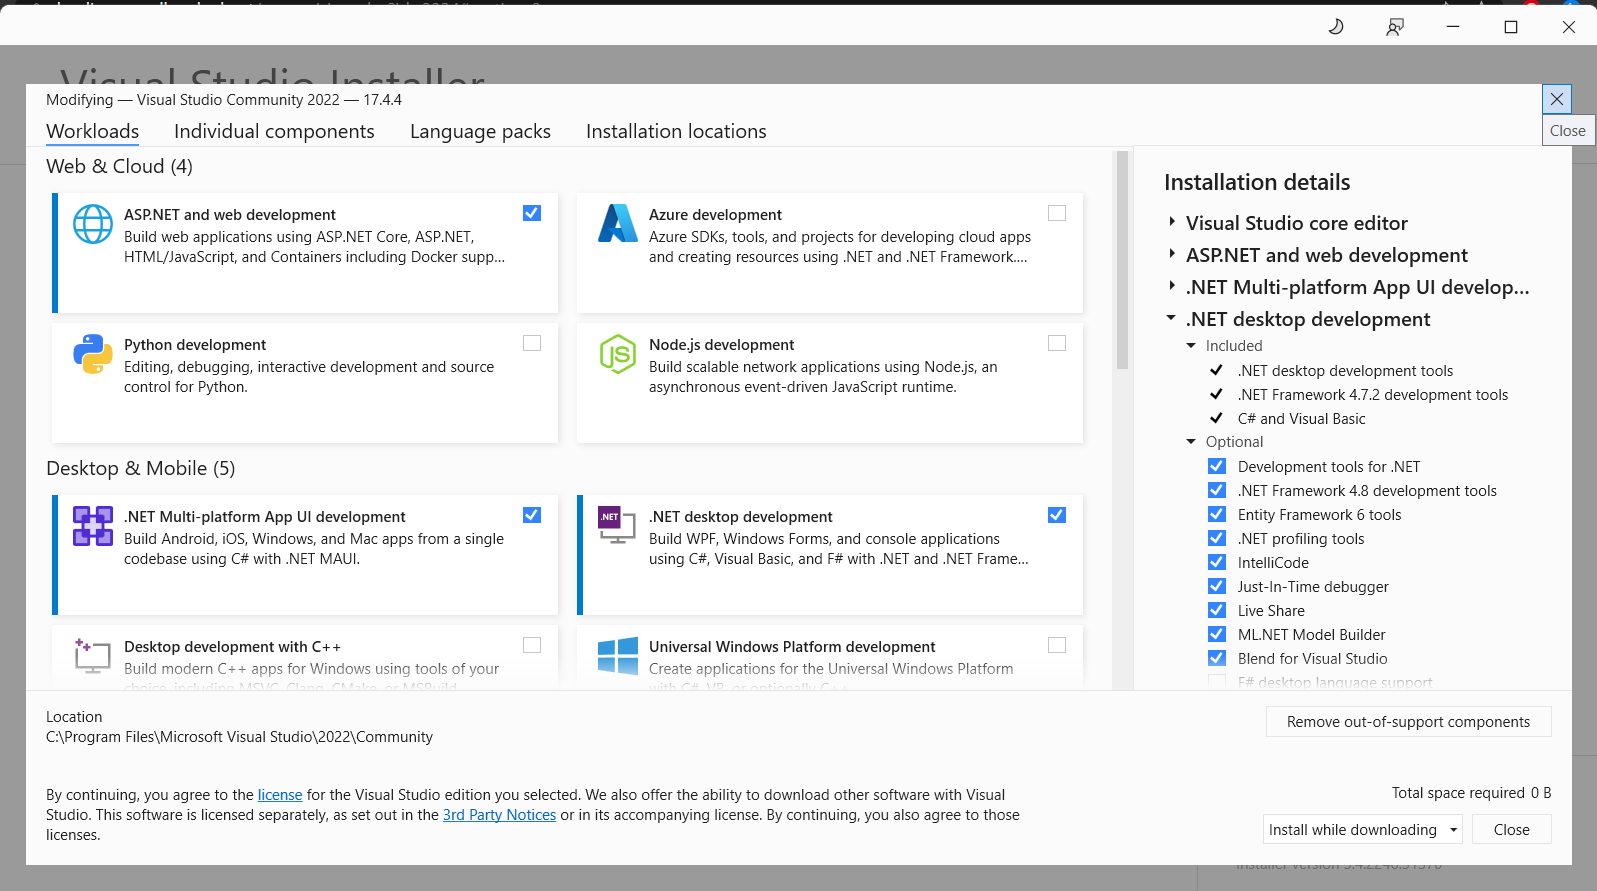 Visual Studio Installer
Modifying — Visual Studio Community 2022 — 17.4.4
Close
Workloads Individual components Language packs Installation locations
Web & Cloud (4)
ASP.NET and web development
Build web applications using ASP.NET Core, ASP.NET,
HTML/JavaScript, and Containers including Docker supp...
Azure development
Azure SDKs, tools, and projects for developing cloud apps
and creating resources using .NET and .NET Framework....
Python development
Editing, debugging, interactive development and source
control for Python.
Node.js development
Build scalable network applications using Node.js, an
asynchronous event-driven JavaScript runtime.
Desktop & Mobile (5)
.NET Multi-platform App UI development
Build Android, iOS, Windows, and Mac apps from a single
codebase using C# with .NET MAUI.
.NET
.NET desktop development
Build WPF, Windows Forms, and console applications
using C#, Visual Basic, and F# with .NET and .NET Frame...
Desktop development with C++
Build modern C++ apps for Windows using tools of your
choice, including MSVC, Clang, CMake, or MSBuild.
Universal Windows Platform development
Create applications for the Universal Windows Platform
with C#, VB, or optionally C++.
Installation details
Visual Studio core editor
ASP.NET and web development
.NET Multi-platform App UI develop...
.NET desktop development
Included
.NET desktop development tools
.NET Framework 4.7.2 development tools
C# and Visual Basic
Optional
Development tools for .NET
.NET Framework 4.8 development tools
Entity Framework 6 tools
.NET profiling tools
IntelliCode
Just-In-Time debugger
Live Share
ML.NET Model Builder
Blend for Visual Studio
F# desktop language support
Location
C:\Program Files\Microsoft Visual Studio\2022\Community
Remove out-of-support components
By continuing, you agree to the license for the Visual Studio edition you selected. We also offer the ability to download other software with Visual
Studio. This software is licensed separately, as set out in the 3rd Party Notices or in its accompanying license. By continuing, you also agree to those
licenses.
Total space required 0 B
Install while downloading
Close